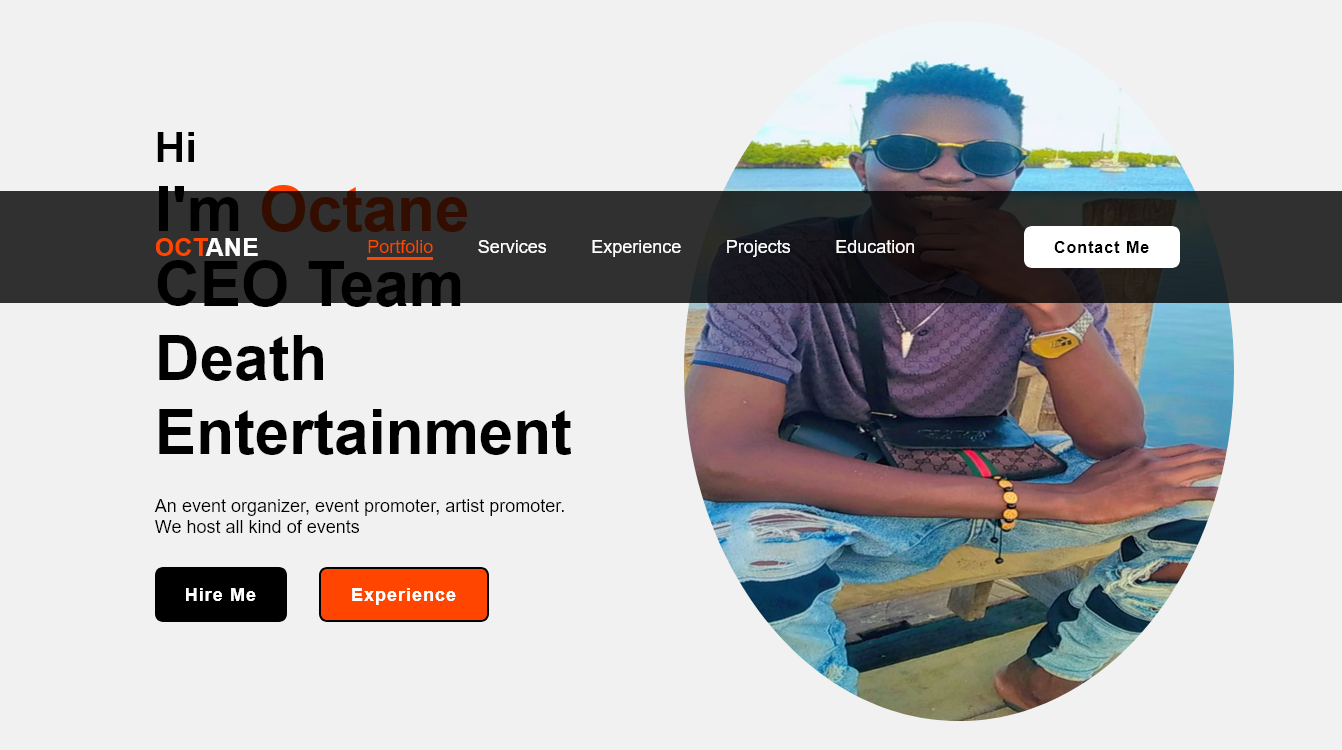 Hi
I'm Octane
OCTANE
Portfolio
Services
Experience
Projects
Education
Contact Me
CEO Team
Death
Entertainment
An event organizer, event promoter, artist promoter.
We host all kind of events
Hire Me
Experience